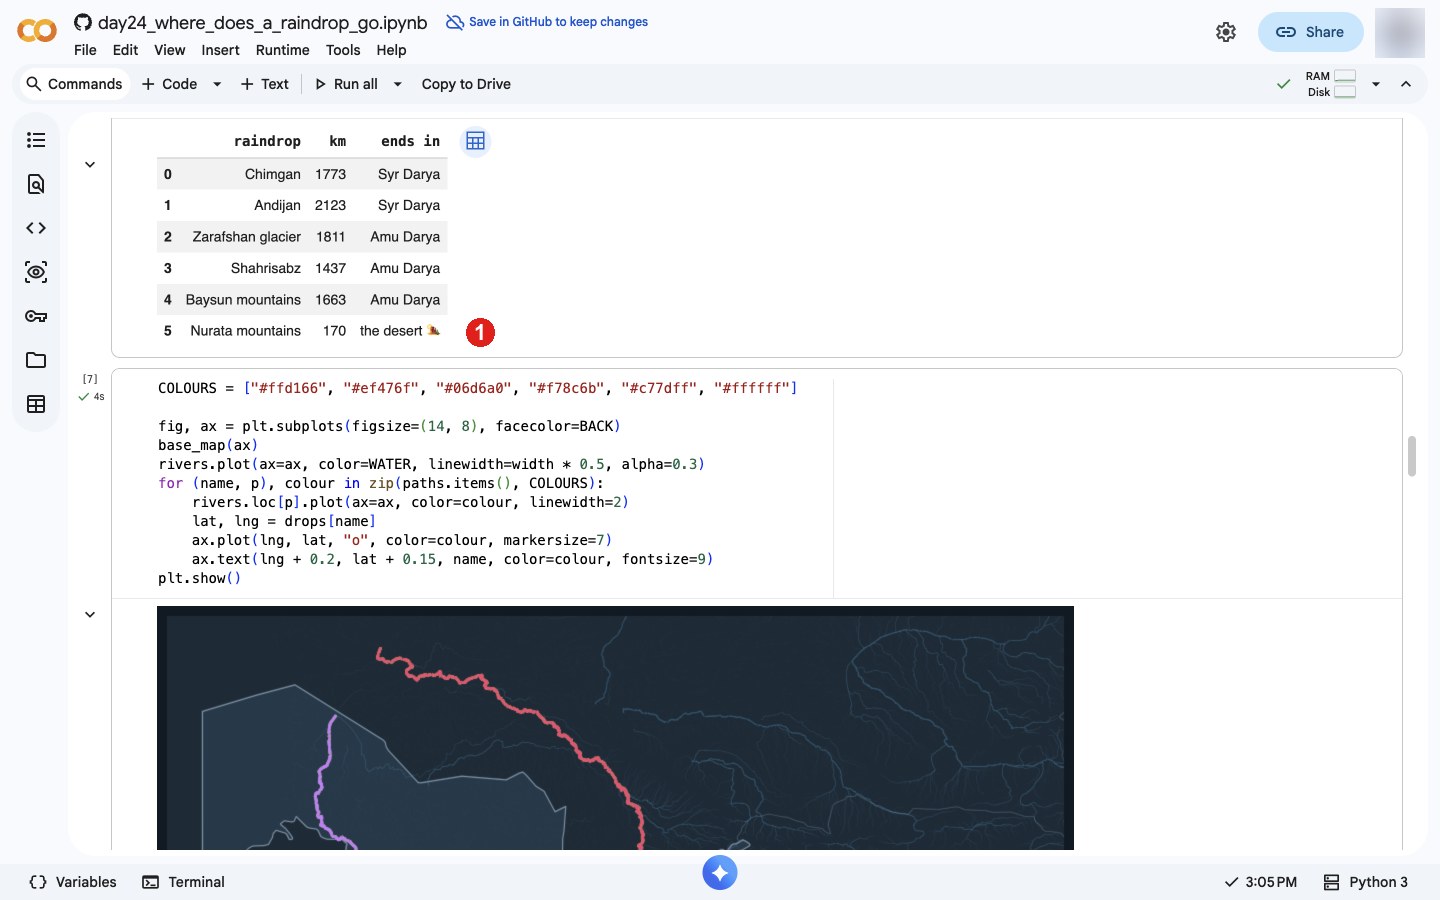 day24_where_does_a_raindrop_go.ipynb
Save in GitHub to keep changes
File Edit View Insert Runtime Tools Help
Share
Commands + Code + Text Run all Copy to Drive
RAM
Disk
raindrop km ends in
0 Chimgan 1773 Syr Darya
1 Andijan 2123 Syr Darya
2 Zarafshan glacier 1811 Amu Darya
3 Shahrisabz 1437 Amu Darya
4 Baysun mountains 1663 Amu Darya
5 Nurata mountains 170 the desert 🐪
1
[7]
4s
COLOURS = ["#ffd166", "#ef476f", "#06d6a0", "#f78c6b", "#c77dff", "#ffffff"]
fig, ax = plt.subplots(figsize=(14, 8), facecolor=BACK)
base_map(ax)
rivers.plot(ax=ax, color=WATER, linewidth=width * 0.5, alpha=0.3)
for (name, p), colour in zip(paths.items(), COLOURS):
    rivers.loc[p].plot(ax=ax, color=colour, linewidth=2)
    lat, lng = drops[name]
    ax.plot(lng, lat, "o", color=colour, markersize=7)
    ax.text(lng + 0.2, lat + 0.15, name, color=colour, fontsize=9)
plt.show()
Variables
Terminal
3:05 PM
Python 3